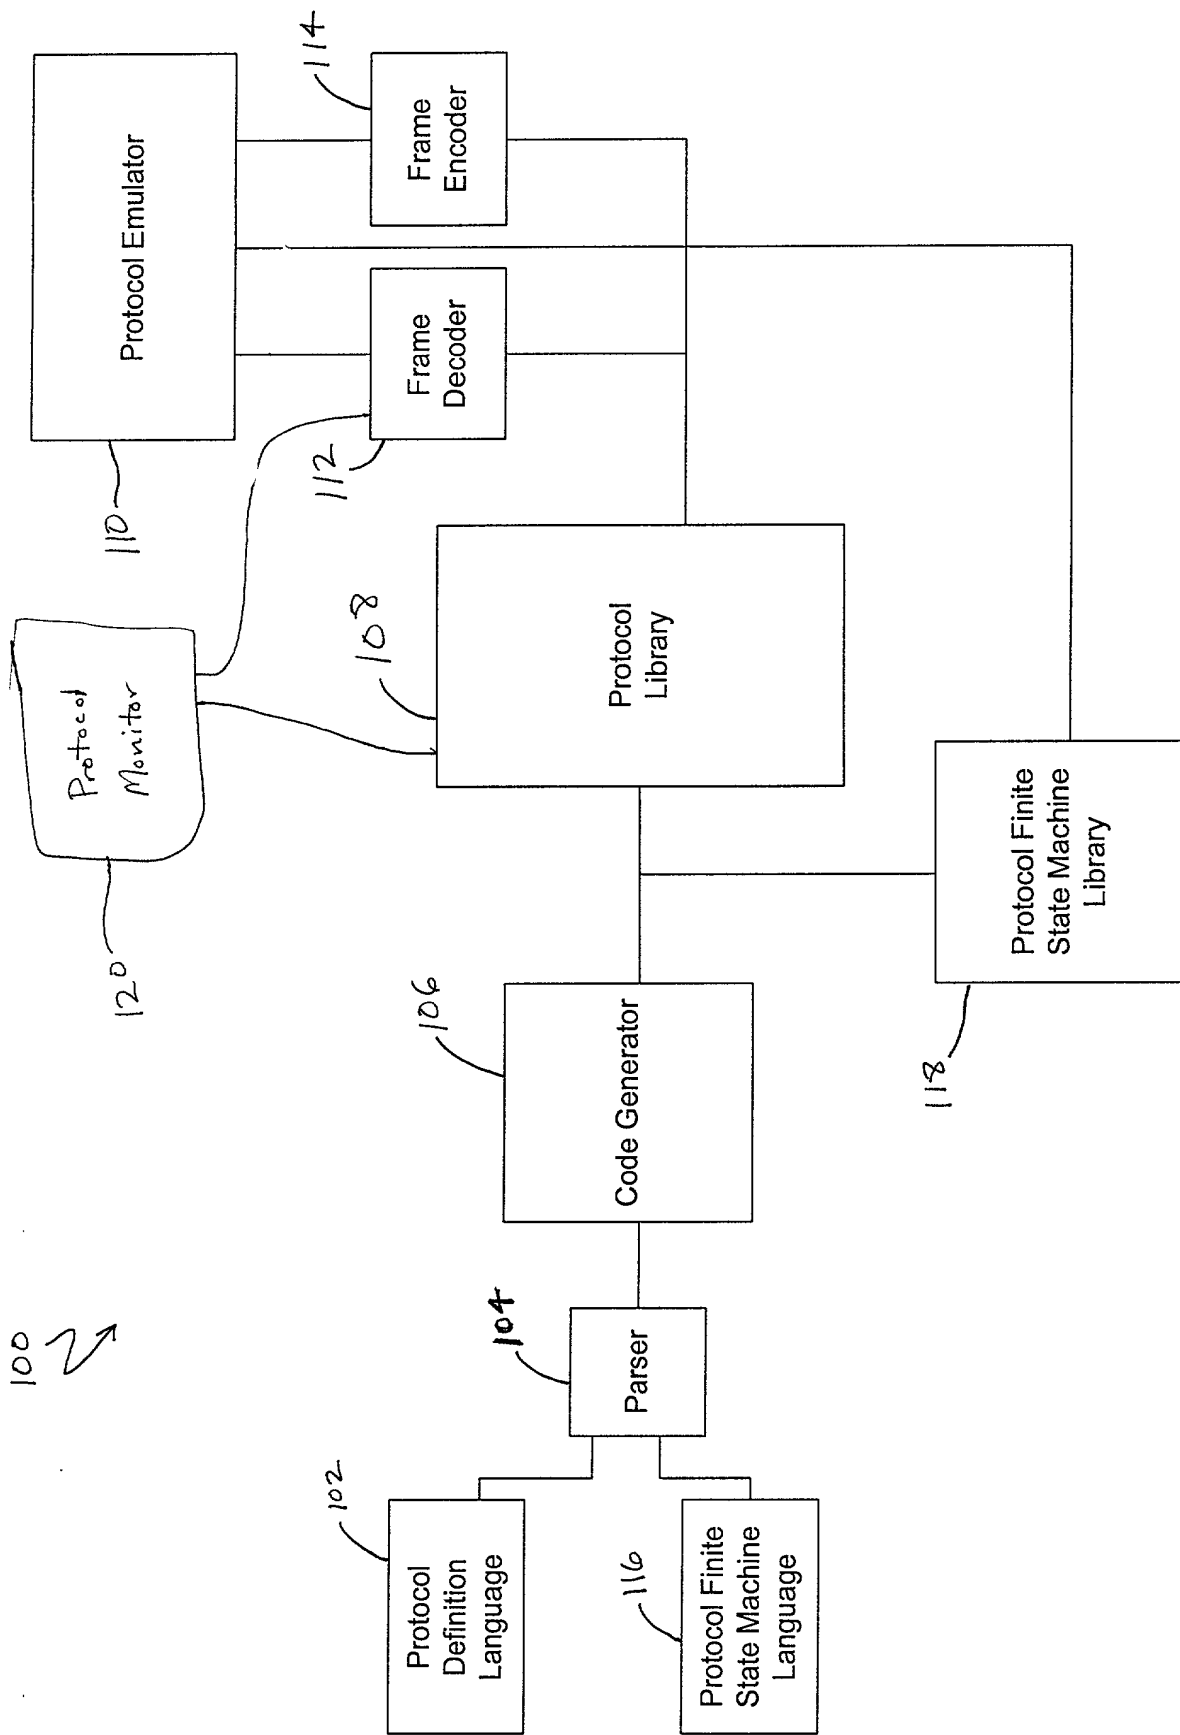 100
102
Protocol
Definition
Language
116
Protocol Finite
State Machine
Language
104
Parser
106
Code Generator
108
Protocol
Library
118
Protocol Finite
State Machine
Library
120
Protocol
Monitor
110
Protocol Emulator
112
Frame
Decoder
114
Frame
Encoder